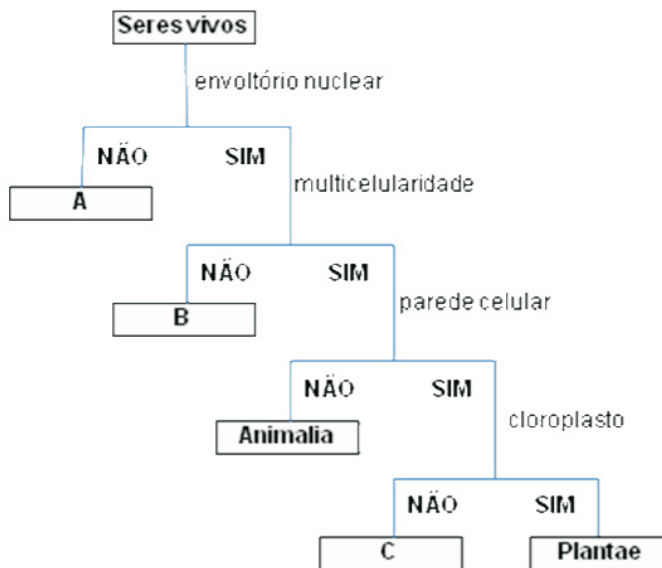 Seres vivos
envoltório nuclear
NÃO SIM
A
multicelularidade
NÃO SIM
B
parede celular
NÃO SIM
Animalia
cloroplasto
NÃO SIM
C Plantae